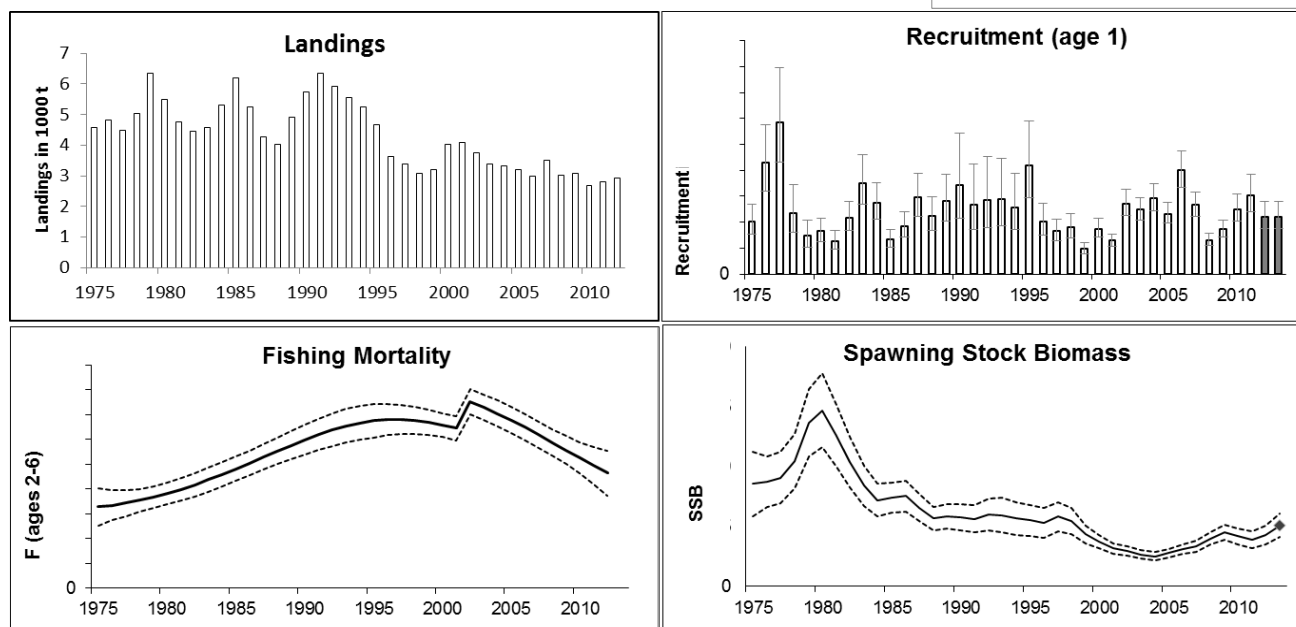 Landings
Landings in 1000 t
7
6
5
4
3
2
1
0
1975 1980 1985 1990 1995 2000 2005 2010
Recruitment (age 1)
Recruitment
0
1975 1980 1985 1990 1995 2000 2005 2010
Fishing Mortality
F (ages 2-6)
0
1975 1980 1985 1990 1995 2000 2005 2010
Spawning Stock Biomass
SSB
0
1975 1980 1985 1990 1995 2000 2005 2010